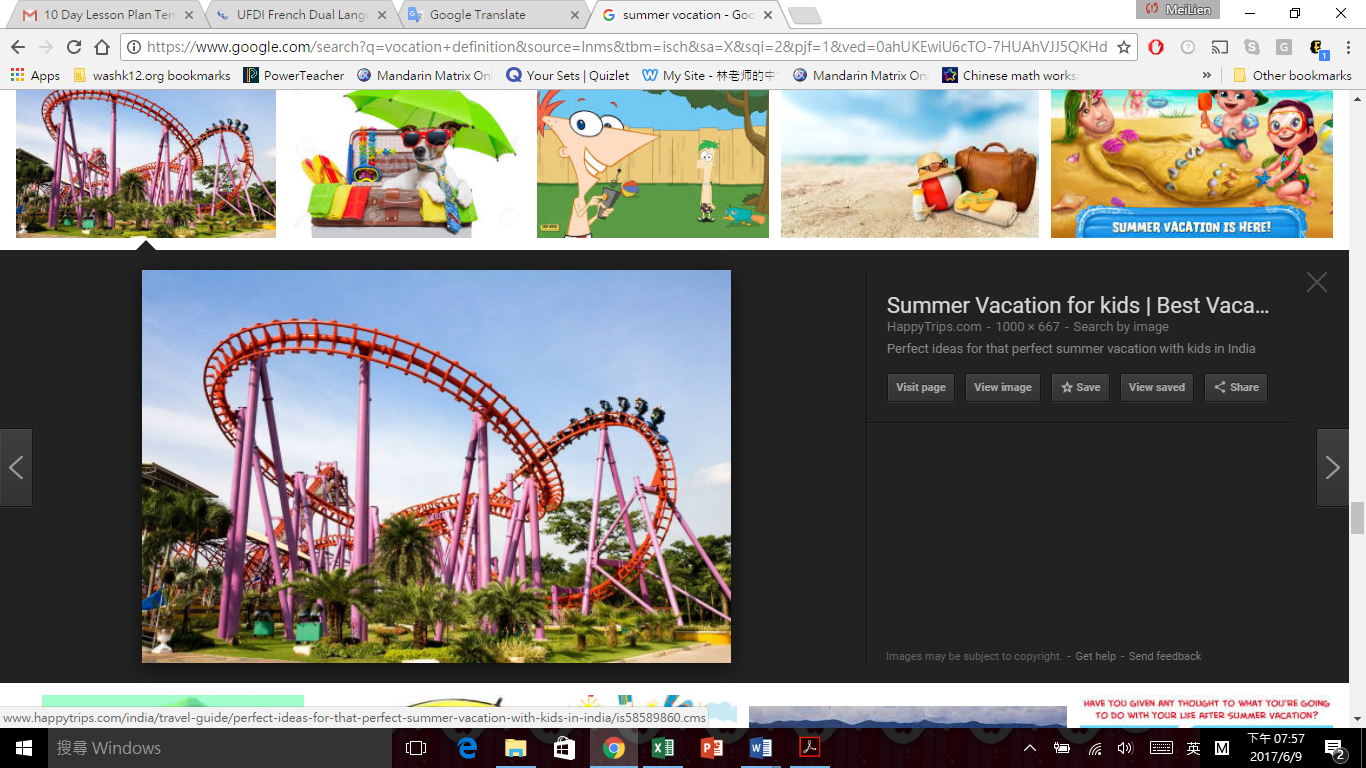 10 Day Lesson Plan Ten
UFDI French Dual Langu
Google Translate
summer vocation - Goo
MeiLien
https://www.google.com/search?q=vocation+definition&source=lnms&tbm=isch&sa=X&sqi=2&pjf=1&ved=0ahUKEwiU6cTO-7HUAhVJJ5QKHd
1
Apps
washk12.org bookmarks
PowerTeacher
Mandarin Matrix Onl
Your Sets | Quizlet
My Site - 林老师的中文
Mandarin Matrix Onl
Chinese math works
»
Other bookmarks
SUMMER VACATION IS HERE!
Summer Vacation for kids | Best Vaca...
HappyTrips.com - 1000 × 667 - Search by image
Perfect ideas for that perfect summer vacation with kids in India
Visit page
View image
Save
View saved
Share
Images may be subject to copyright. - Get help - Send feedback
HAVE YOU GIVEN ANY THOUGHT TO WHAT YOU'RE GOING
TO DO WITH YOUR LIFE AFTER SUMMER VACATION?
www.happytrips.com/india/travel-guide/perfect-ideas-for-that-perfect-summer-vacation-with-kids-in-india/is58589860.cms
搜尋 Windows
英
M
下午 07:57
2017/6/9
2